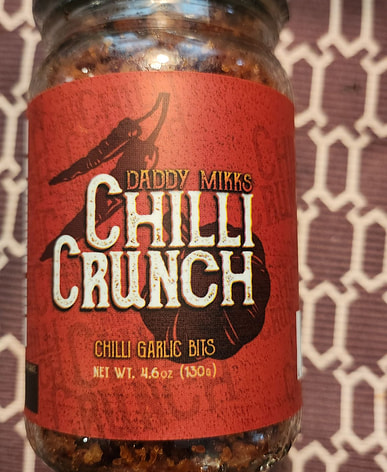 DADDY MIKKS
CHILLI
CRUNCH
CHILLI GARLIC BITS
NET WT. 4.6oz (130g)